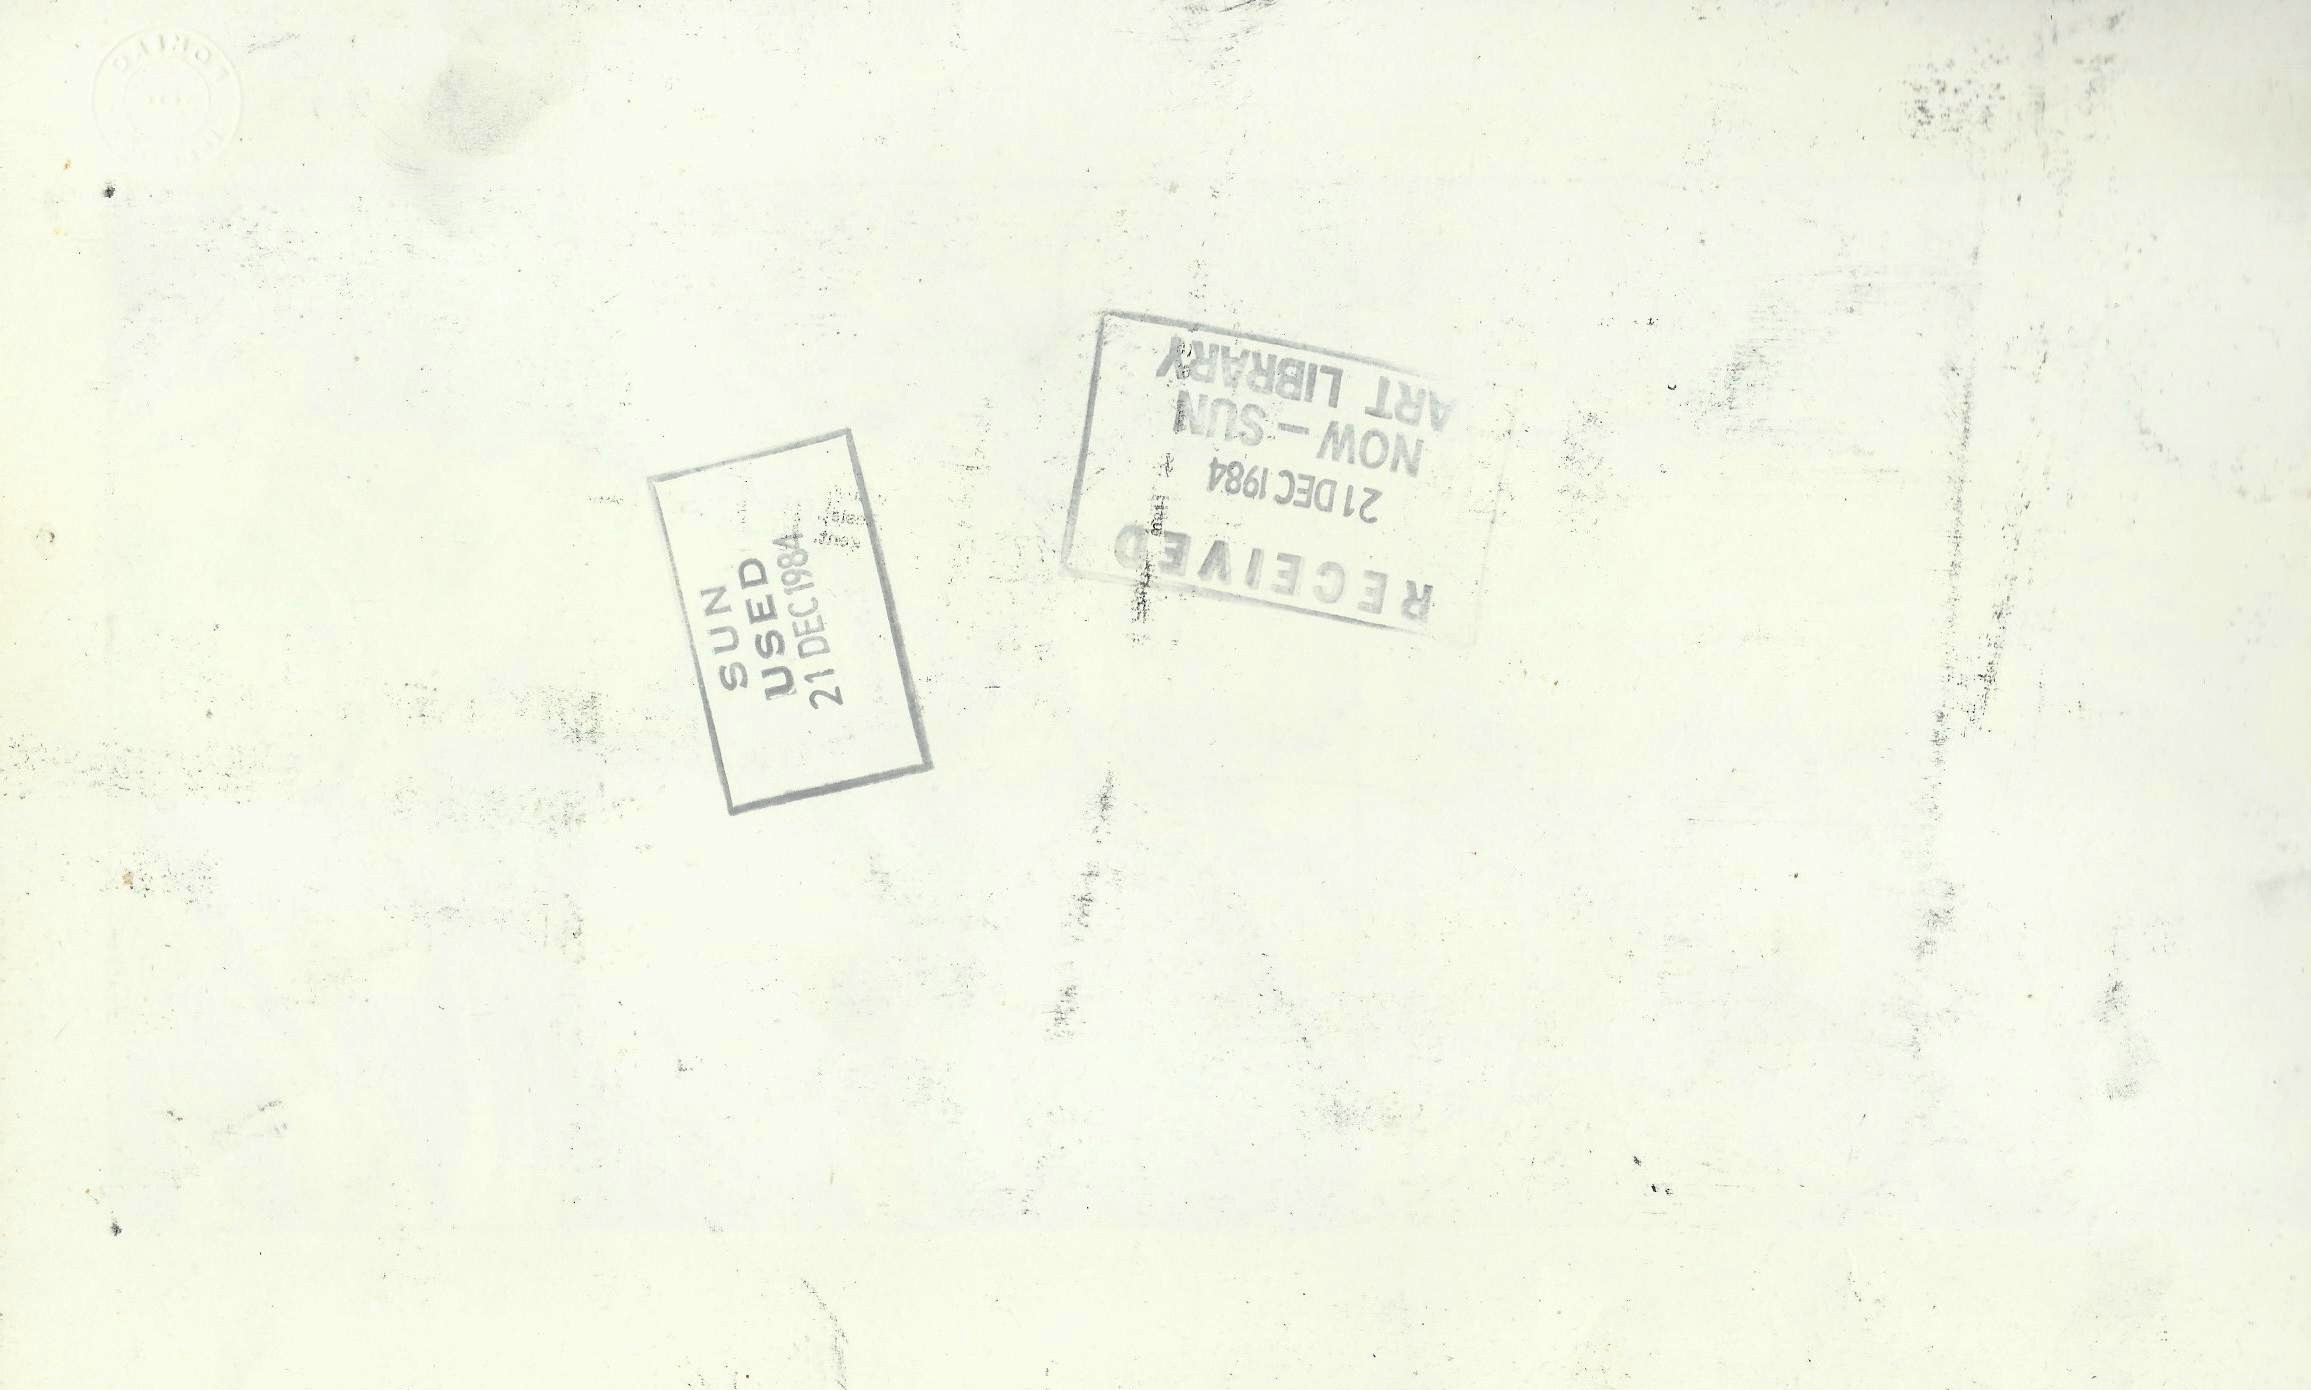 SUN
USED
21 DEC 1984
RECEIVED
21 DEC 1984
NOW – SUN
ART LIBRARY